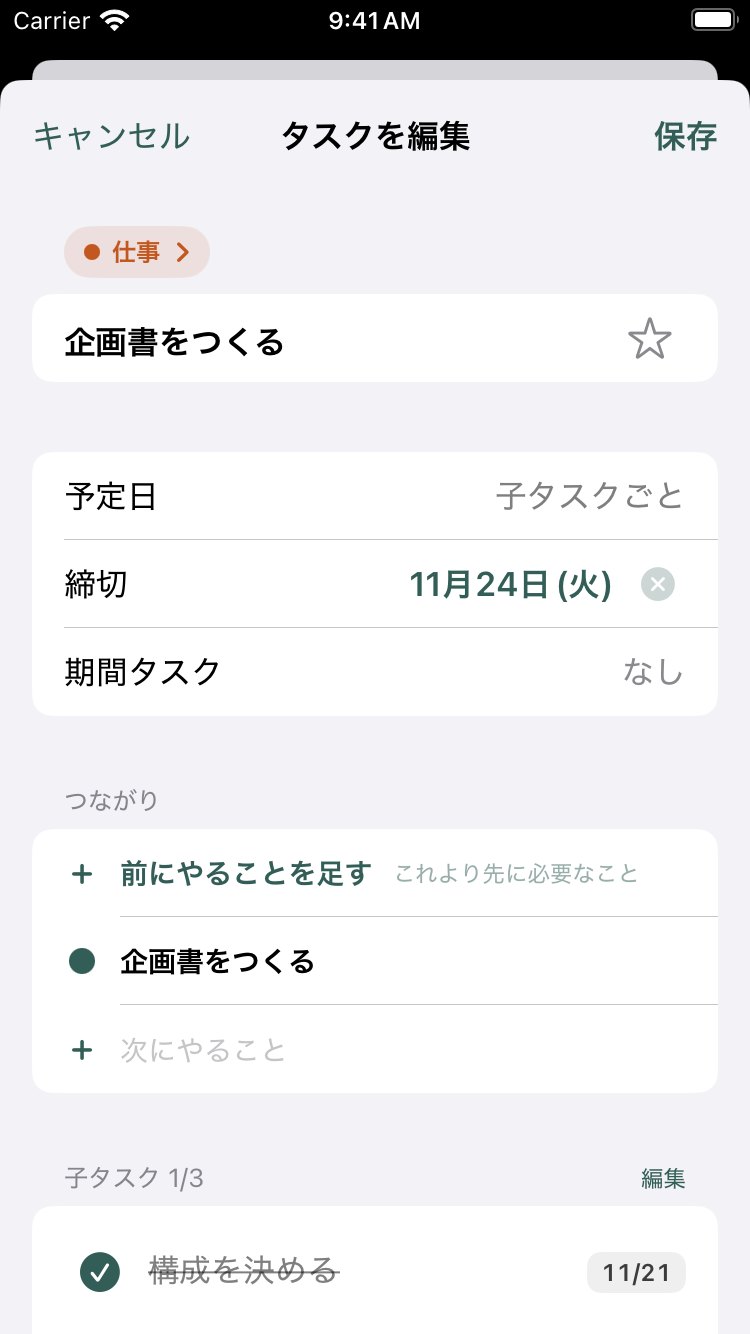 Carrier 9:41 AM
キャンセル タスクを編集 保存
仕事
企画書をつくる
予定日 子タスクごと
締切 11月24日(火)
期間タスク なし
つながり
+ 前にやることを足す これより先に必要なこと
企画書をつくる
+ 次にやること
子タスク 1/3 編集
構成を決める 11/21